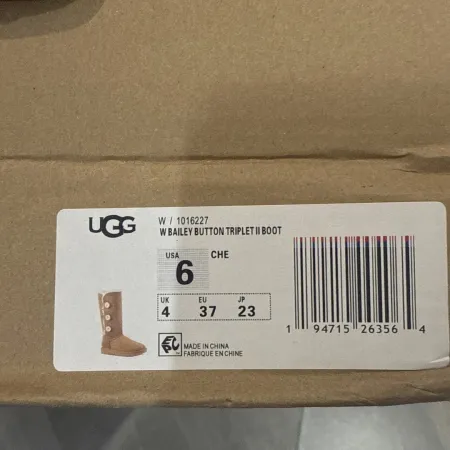 UGG
W / 1016227
W BAILEY BUTTON TRIPLET II BOOT
USA
6
CHE
UK EU JP
4 37 23
MADE IN CHINA
FABRIQUE EN CHINE
1 94715 26356 4